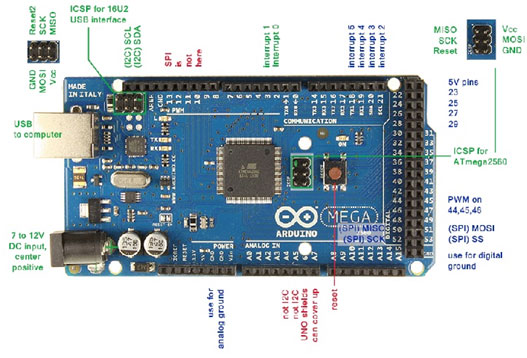 Reset2
SCK
MISO
GND
MOSI
Vcc
ICSP for 16U2
USB interface
(I2C) SCL
(I2C) SDA
SPI
is
not
here
interrupt 1
interrupt 0
interrupt 5
interrupt 4
interrupt 3
interrupt 2
MISO
SCK
Reset
Vcc
MOSI
GND
5V pins
23
25
27
29
ICSP for
ATmega2560
PWM on
44,45,46
(SPI) MISO
(SPI) SCK
(SPI) MOSI
(SPI) SS
use for digital
ground
USB
to computer
7 to 12V
DC input,
center
positive
MADE
IN ITALY
PWM
COMMUNICATION
ARDUINO
MEGA
DIGITAL
POWER
ANALOG IN
use for
analog ground
not I2C
not I2C
UNO shields
can cover up
reset